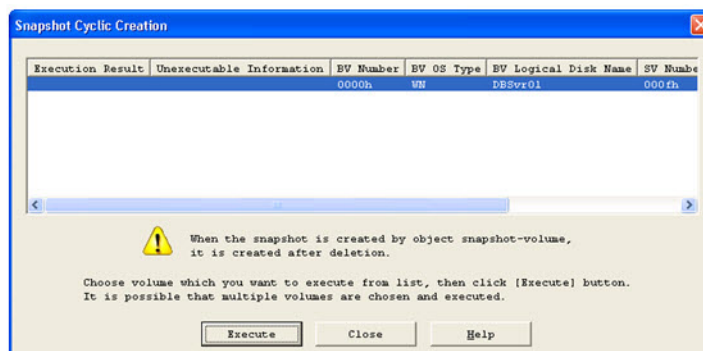 Snapshot Cyclic Creation
Execution Result Unexecutable Information BV Number BV OS Type BV Logical Disk Name SV Numbe
0000h WN DBSvr01 000fh
When the snapshot is created by object snapshot-volume,
it is created after deletion.
Choose volume which you want to execute from list, then click [Execute] button.
It is possible that multiple volumes are chosen and executed.
Execute Close Help